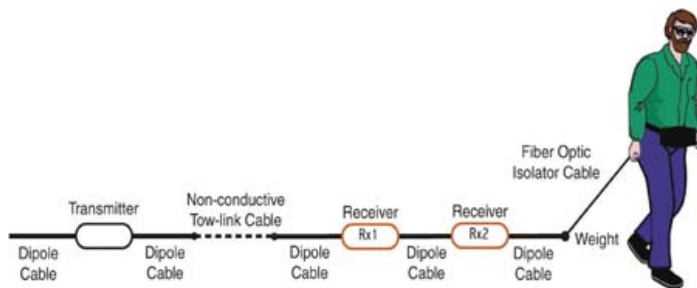 Fiber Optic
Isolator Cable
Non-conductive
Tow-link Cable
Transmitter
Receiver
Receiver
Rx1
Rx2
Weight
Dipole
Cable
Dipole
Cable
Dipole
Cable
Dipole
Cable
Dipole
Cable